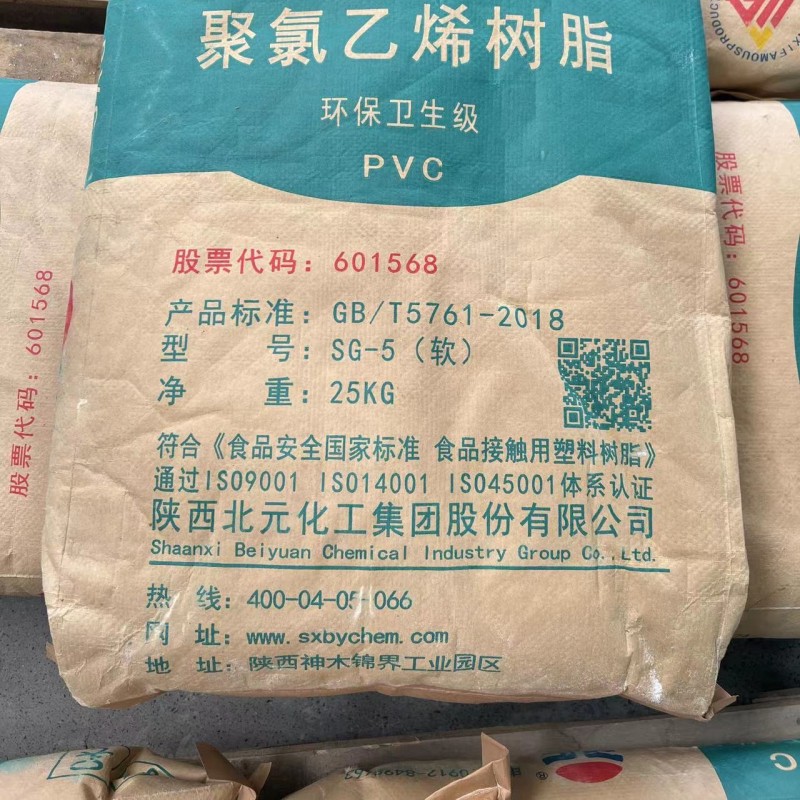 聚氯乙烯树脂
环保卫生级
PVC
股票代码：601568
产品标准：GB/T5761-2018
型 号：SG-5（软）
净 重：25KG
符合《食品安全国家标准 食品接触用塑料树脂》
通过ISO9001 ISO14001 ISO45001体系认证
陕西北元化工集团股份有限公司
Shaanxi Beiyuan Chemical Industry Group Co.,Ltd.
热 线：400-04-05-066
网 址：www.sxbychem.com
地 址：陕西神木锦界工业园区
股票代码：601568
股票代码：601568
FAMOUSPRODUC